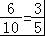 6/10 = 3/5